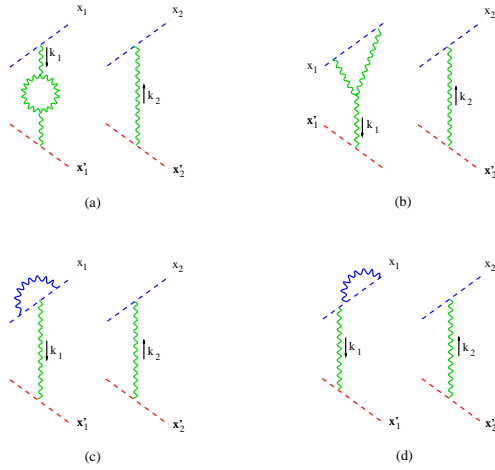 x₁ x₂
k₁
k₂
x'₁ x'₂
(a)
x₂
x₁
x'₁
k₁
k₂
x'₂
(b)
x₁ x₂
k₁
k₂
x'₁ x'₂
(c)
x₁ x₂
k₁
k₂
x'₁ x'₂
(d)